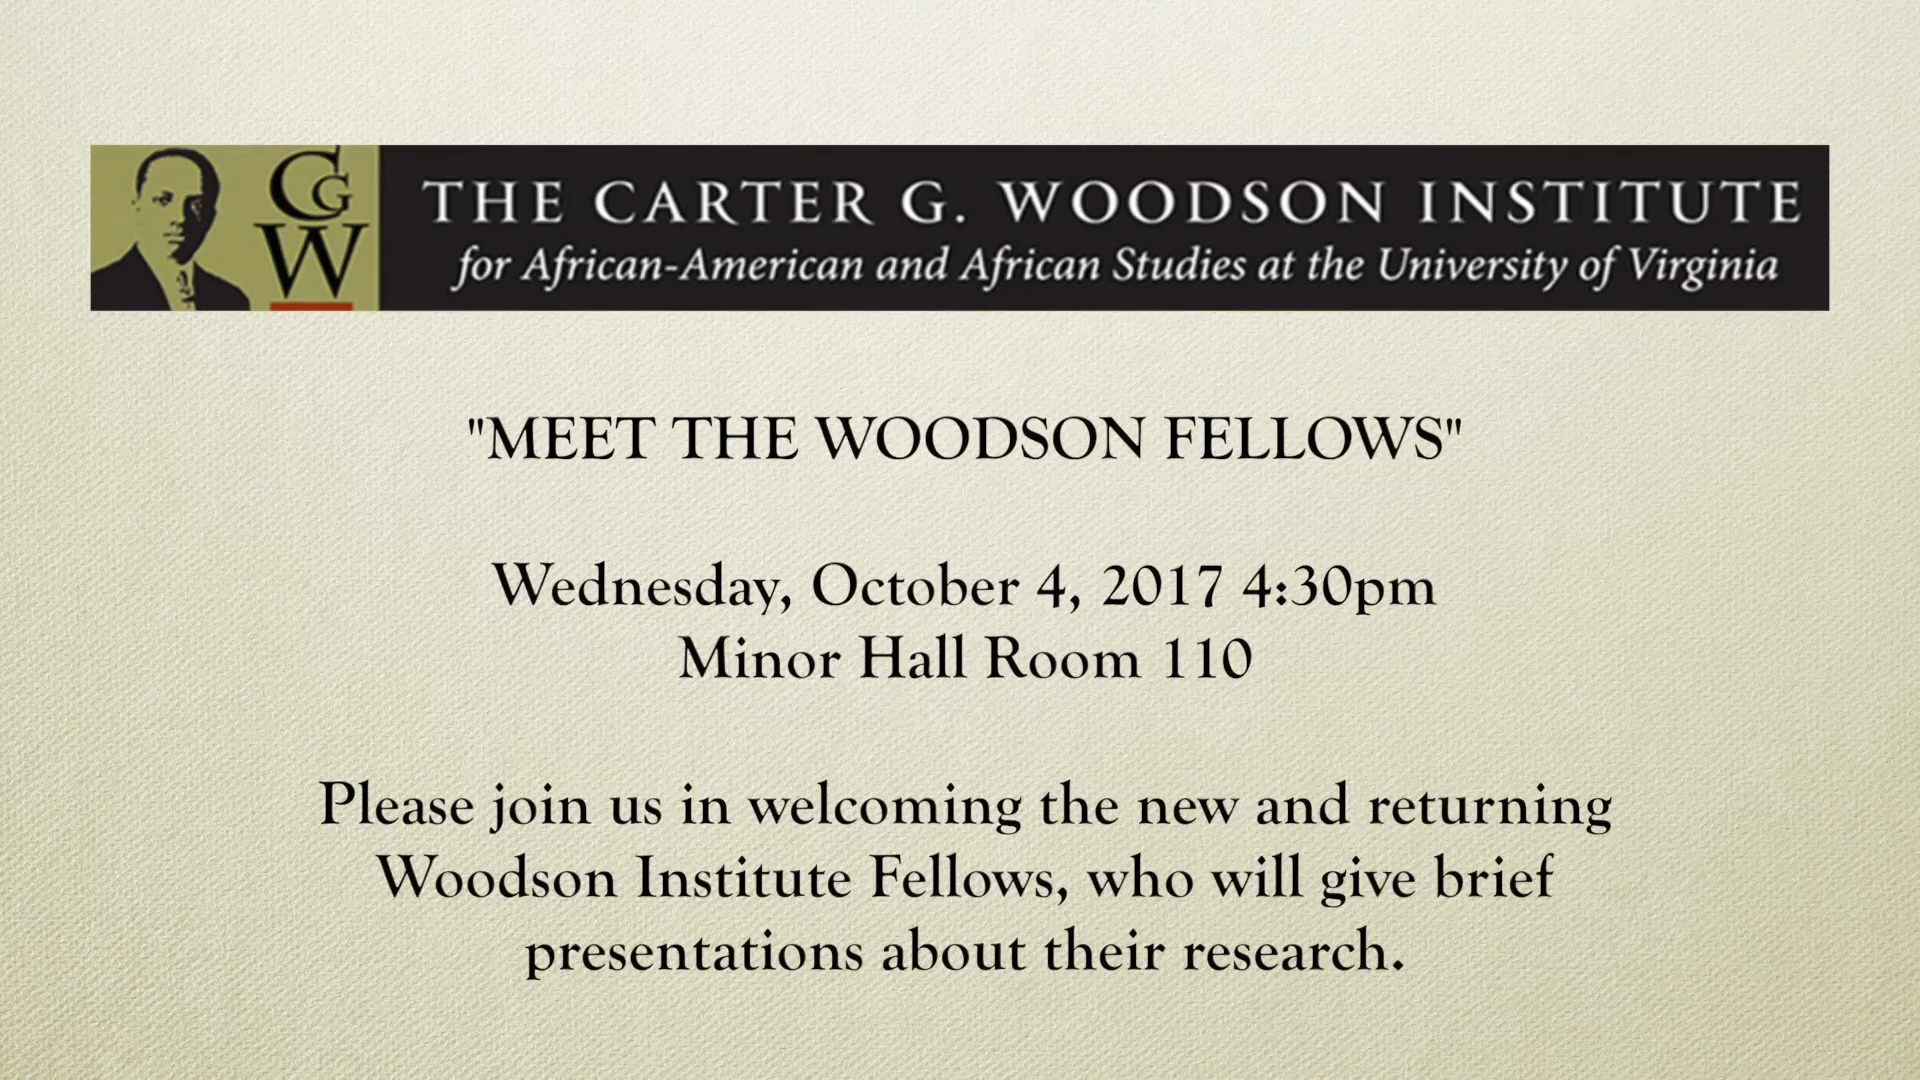 CGW
THE CARTER G. WOODSON INSTITUTE
for African-American and African Studies at the University of Virginia
"MEET THE WOODSON FELLOWS"
Wednesday, October 4, 2017 4:30pm
Minor Hall Room 110
Please join us in welcoming the new and returning
Woodson Institute Fellows, who will give brief
presentations about their research.